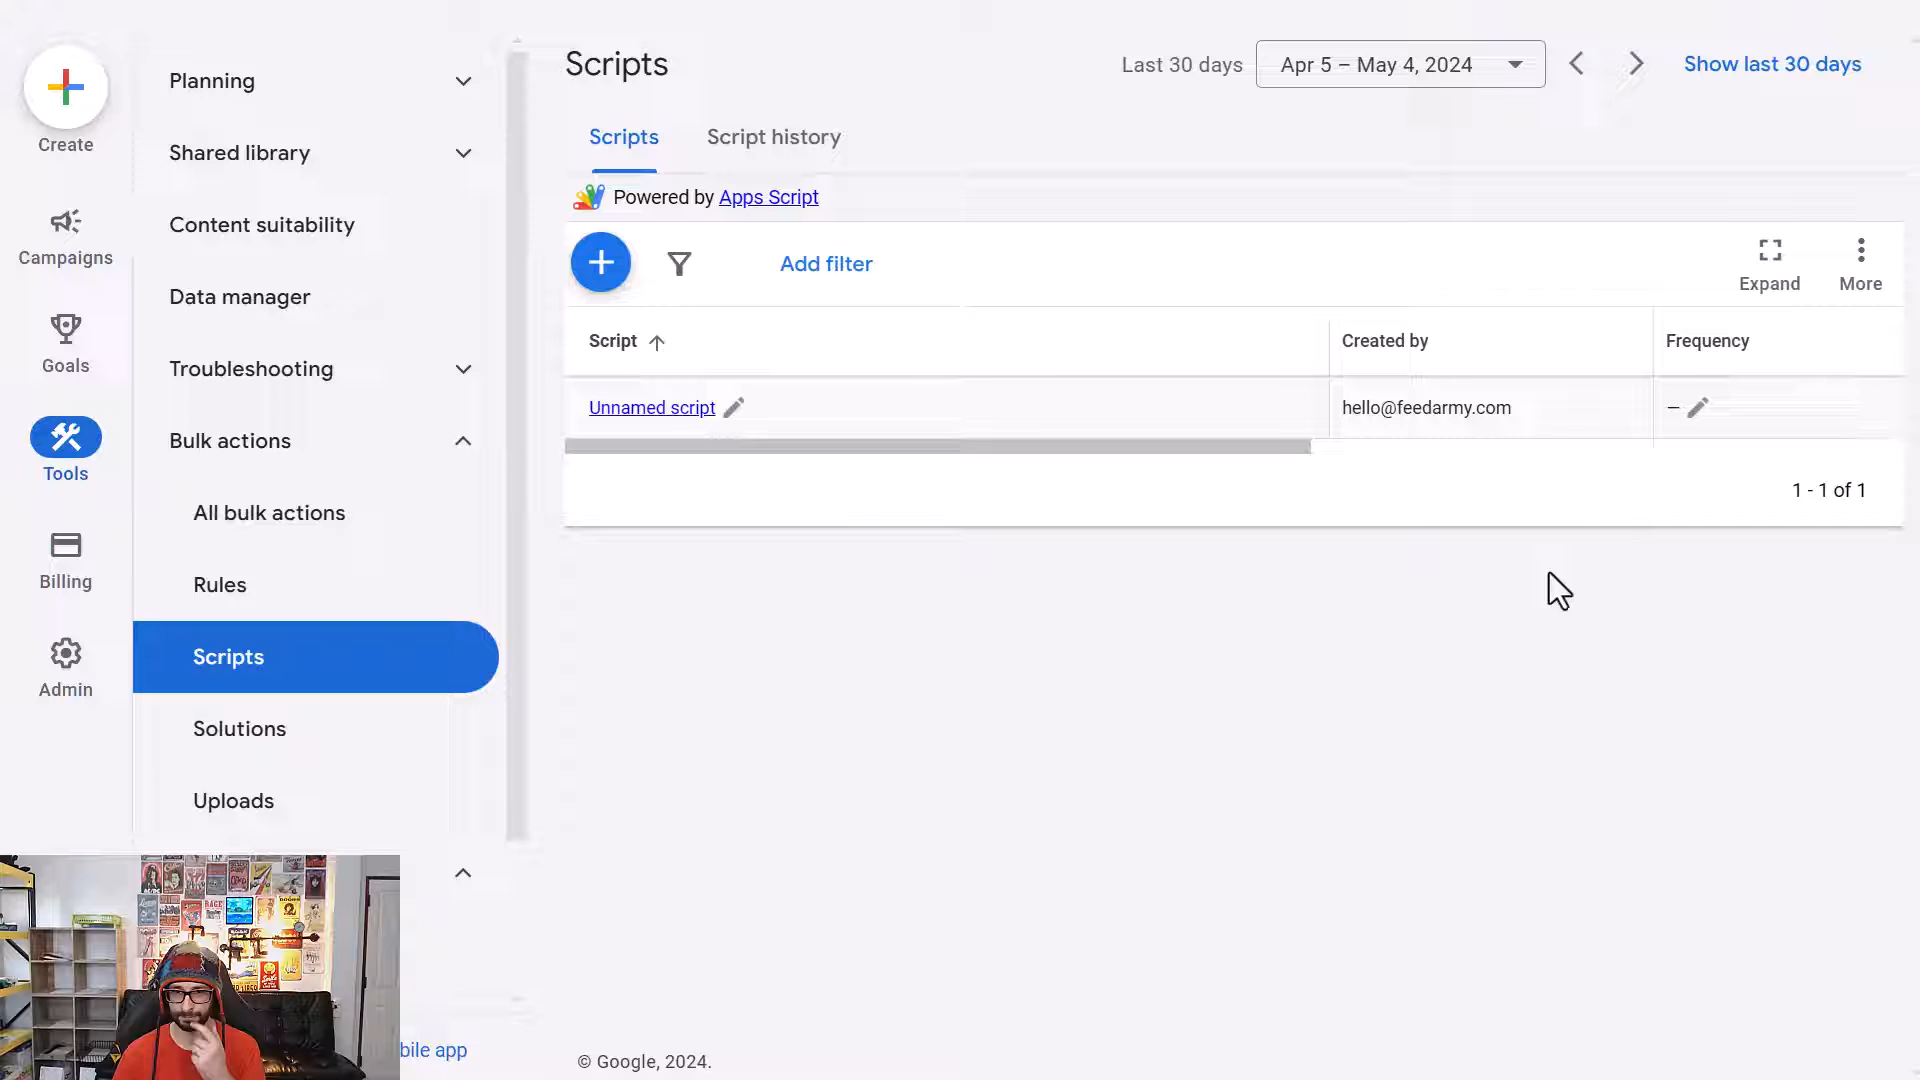 Create
Campaigns
Goals
Tools
Billing
Admin
Planning
Shared library
Content suitability
Data manager
Troubleshooting
Bulk actions
All bulk actions
Rules
Scripts
Solutions
Uploads
bile app
Scripts
Last 30 days
Apr 5 – May 4, 2024
Show last 30 days
Scripts
Script history
Powered by Apps Script
Add filter
Expand
More
Script
Created by
Frequency
Unnamed script
hello@feedarmy.com
–
1 - 1 of 1
© Google, 2024.